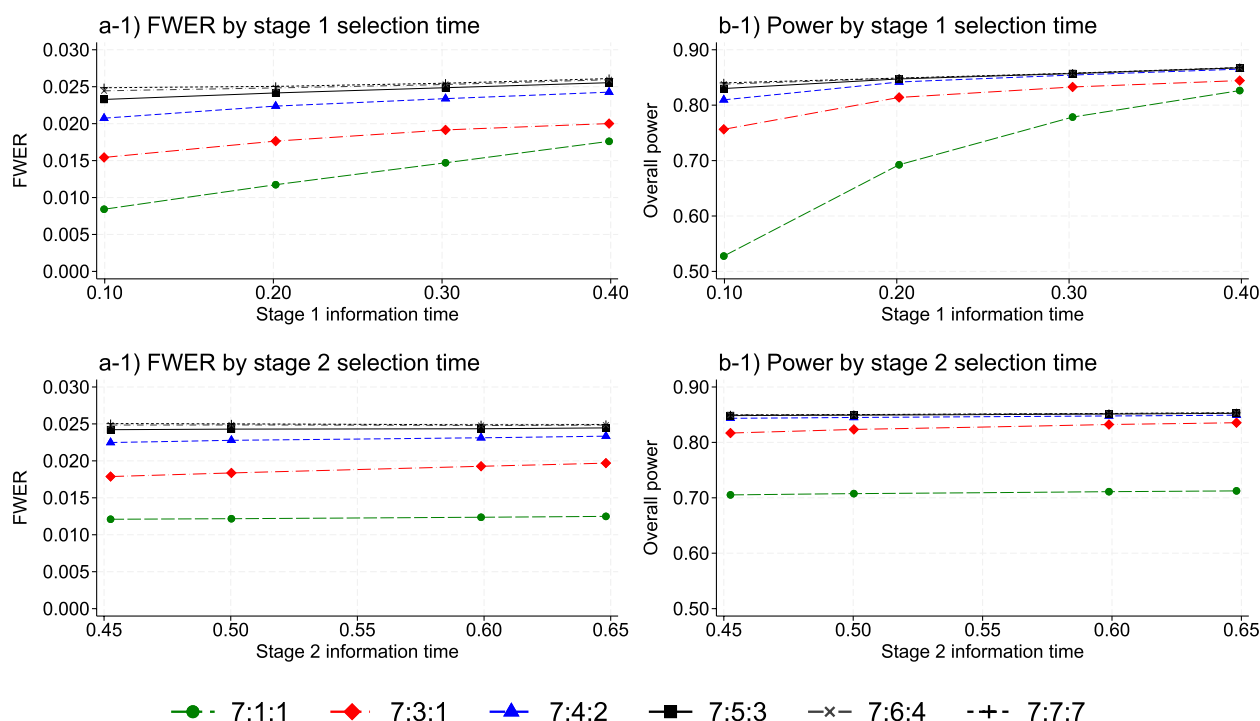 a-1) FWER by stage 1 selection time
0.030
0.025
0.020
0.015
0.010
0.005
0.000
FWER
0.10 0.20 0.30 0.40
Stage 1 information time
b-1) Power by stage 1 selection time
0.90
0.80
0.70
0.60
0.50
Overall power
0.10 0.20 0.30 0.40
Stage 1 information time
a-1) FWER by stage 2 selection time
0.030
0.025
0.020
0.015
0.010
0.005
0.000
FWER
0.45 0.50 0.55 0.60 0.65
Stage 2 information time
b-1) Power by stage 2 selection time
0.90
0.80
0.70
0.60
0.50
Overall power
0.45 0.50 0.55 0.60 0.65
Stage 2 information time
7:1:1 7:3:1 7:4:2 7:5:3 7:6:4 7:7:7